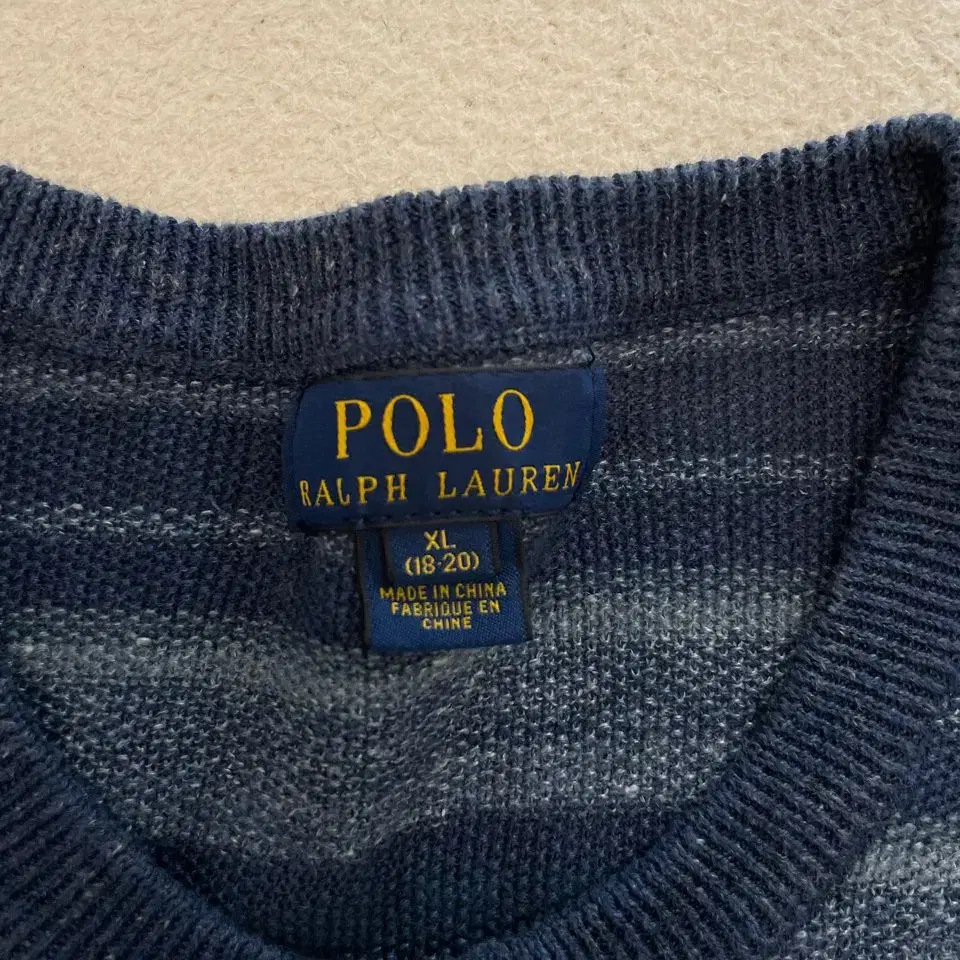 POLO
RALPH LAUREN
XL
(18-20)
MADE IN CHINA
FABRIQUE EN
CHINE